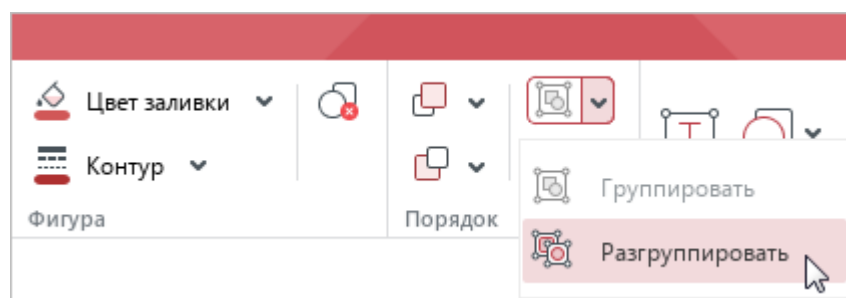 Цвет заливки
Контур
Фигура
Порядок
Группировать
Разгруппировать